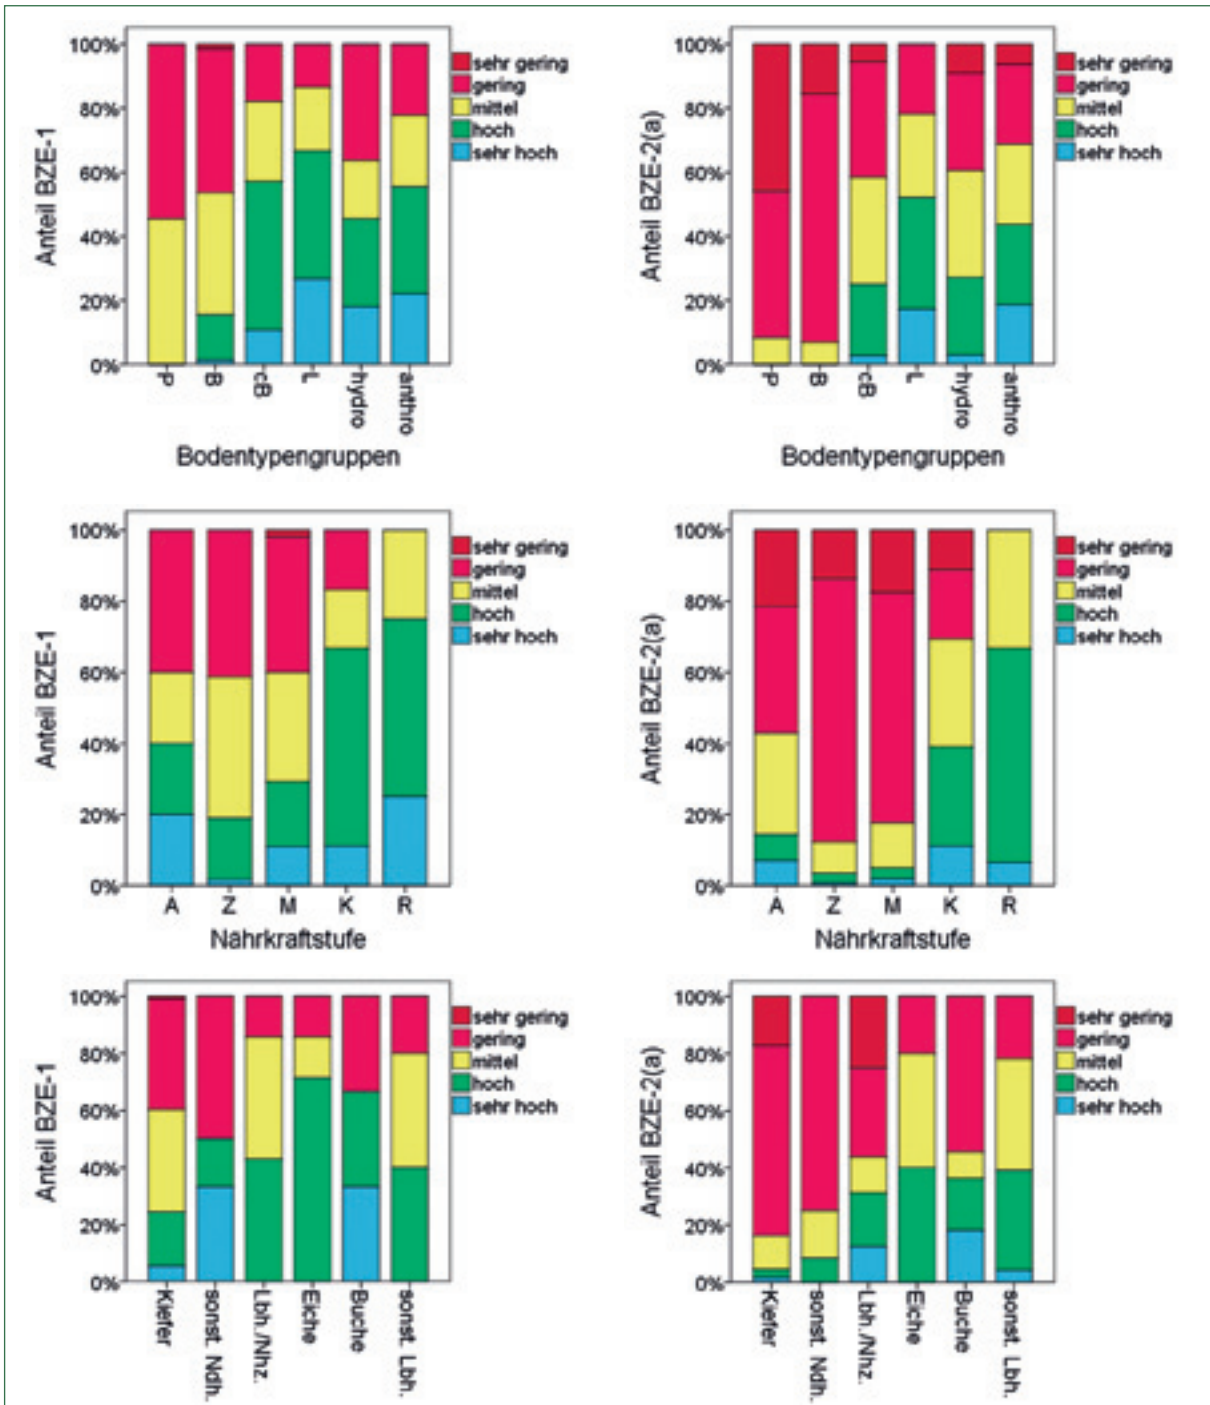 Anteil BZE-1
100%
80%
60%
40%
20%
0%
P
B
cB
L
hydro
anthro
Bodentypengruppen
sehr gering
gering
mittel
hoch
sehr hoch
Anteil BZE-2(a)
100%
80%
60%
40%
20%
0%
P
B
cB
L
hydro
anthro
Bodentypengruppen
sehr gering
gering
mittel
hoch
sehr hoch
Anteil BZE-1
100%
80%
60%
40%
20%
0%
A
Z
M
K
R
Nährkraftstufe
sehr gering
gering
mittel
hoch
sehr hoch
Anteil BZE-2(a)
100%
80%
60%
40%
20%
0%
A
Z
M
K
R
Nährkraftstufe
sehr gering
gering
mittel
hoch
sehr hoch
Anteil BZE-1
100%
80%
60%
40%
20%
0%
Kiefer
sonst. Ndlh.
Lbh./Nhz.
Eiche
Buche
sonst. Lbh.
sehr gering
gering
mittel
hoch
sehr hoch
Anteil BZE-2(a)
100%
80%
60%
40%
20%
0%
Kiefer
sonst. Ndlh.
Lbh./Nhz.
Eiche
Buche
sonst. Lbh.
sehr gering
gering
mittel
hoch
sehr hoch